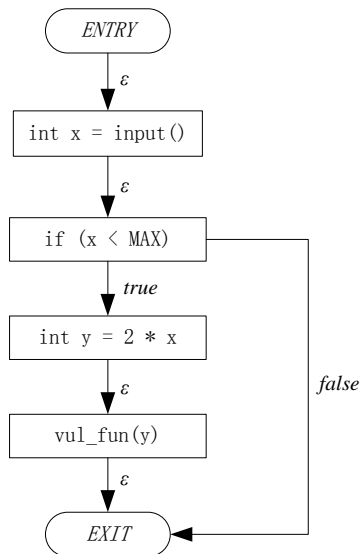 ENTRY
ε
int x = input()
ε
if (x < MAX)
true
int y = 2 * x
false
ε
vul_fun(y)
ε
EXIT